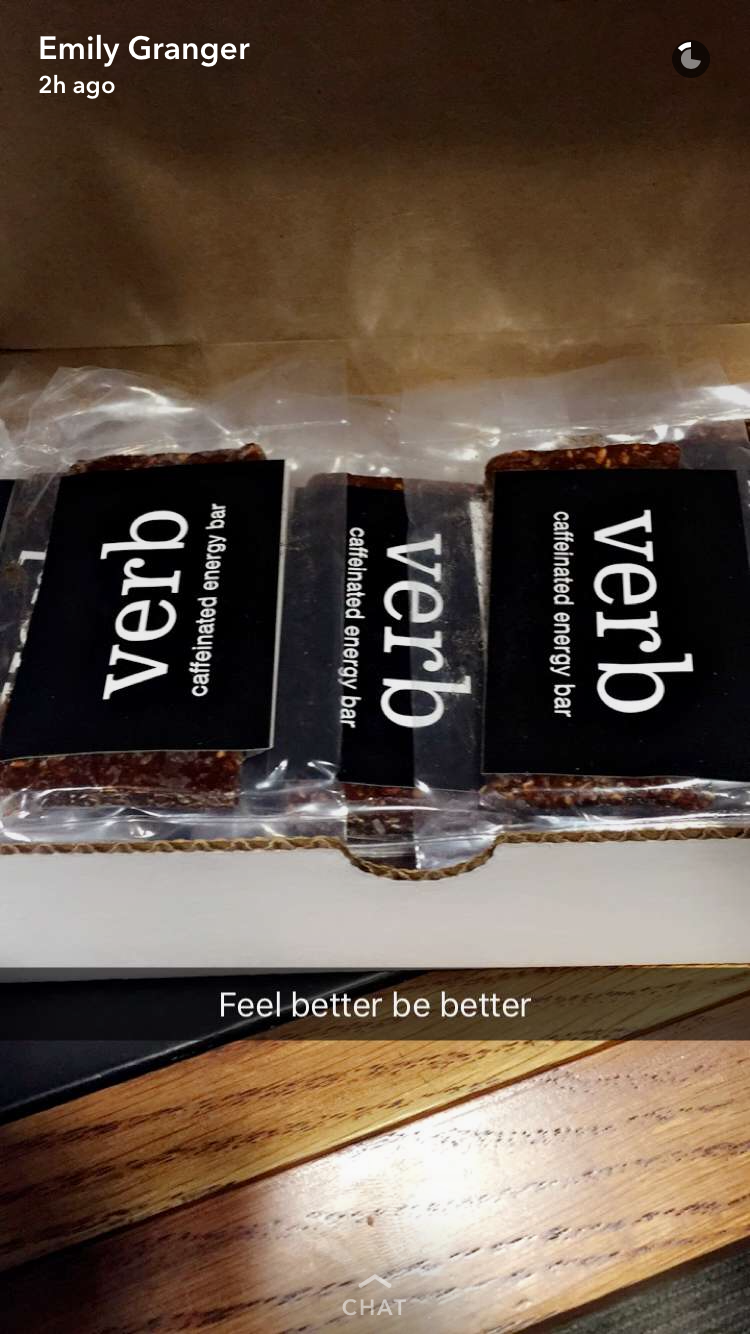 Emily Granger
2h ago
verb
caffeinated energy bar
verb
caffeinated energy bar
verb
caffeinated energy bar
Feel better be better
CHAT